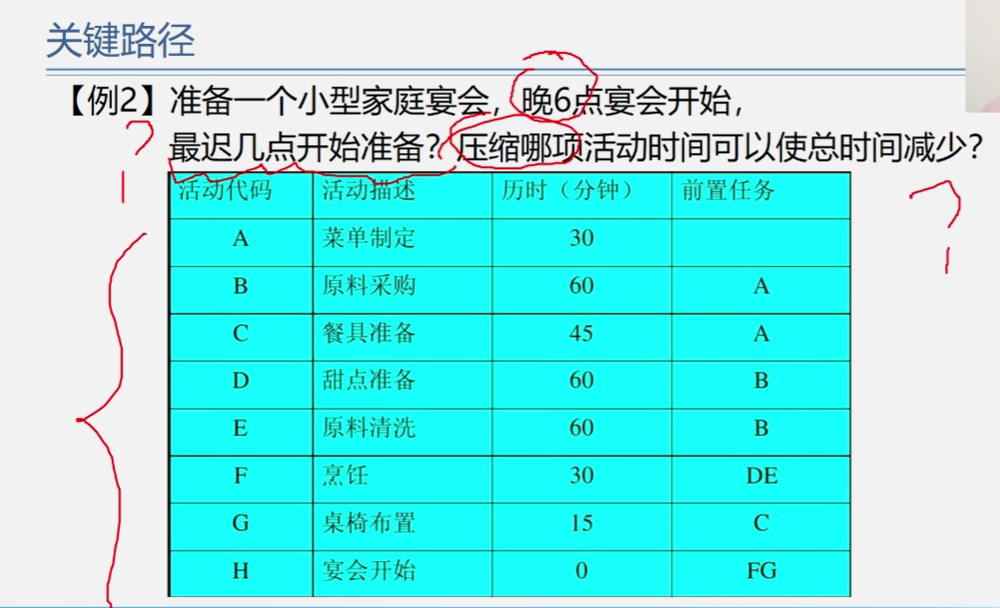 关键路径
【例2】准备一个小型家庭宴会，晚6点宴会开始，
最迟几点开始准备？压缩哪项活动时间可以使总时间减少？
活动代码 活动描述 历时（分钟） 前置任务
A 菜单制定 30
B 原料采购 60 A
C 餐具准备 45 A
D 甜点准备 60 B
E 原料清洗 60 B
F 烹饪 30 DE
G 桌椅布置 15 C
H 宴会开始 0 FG